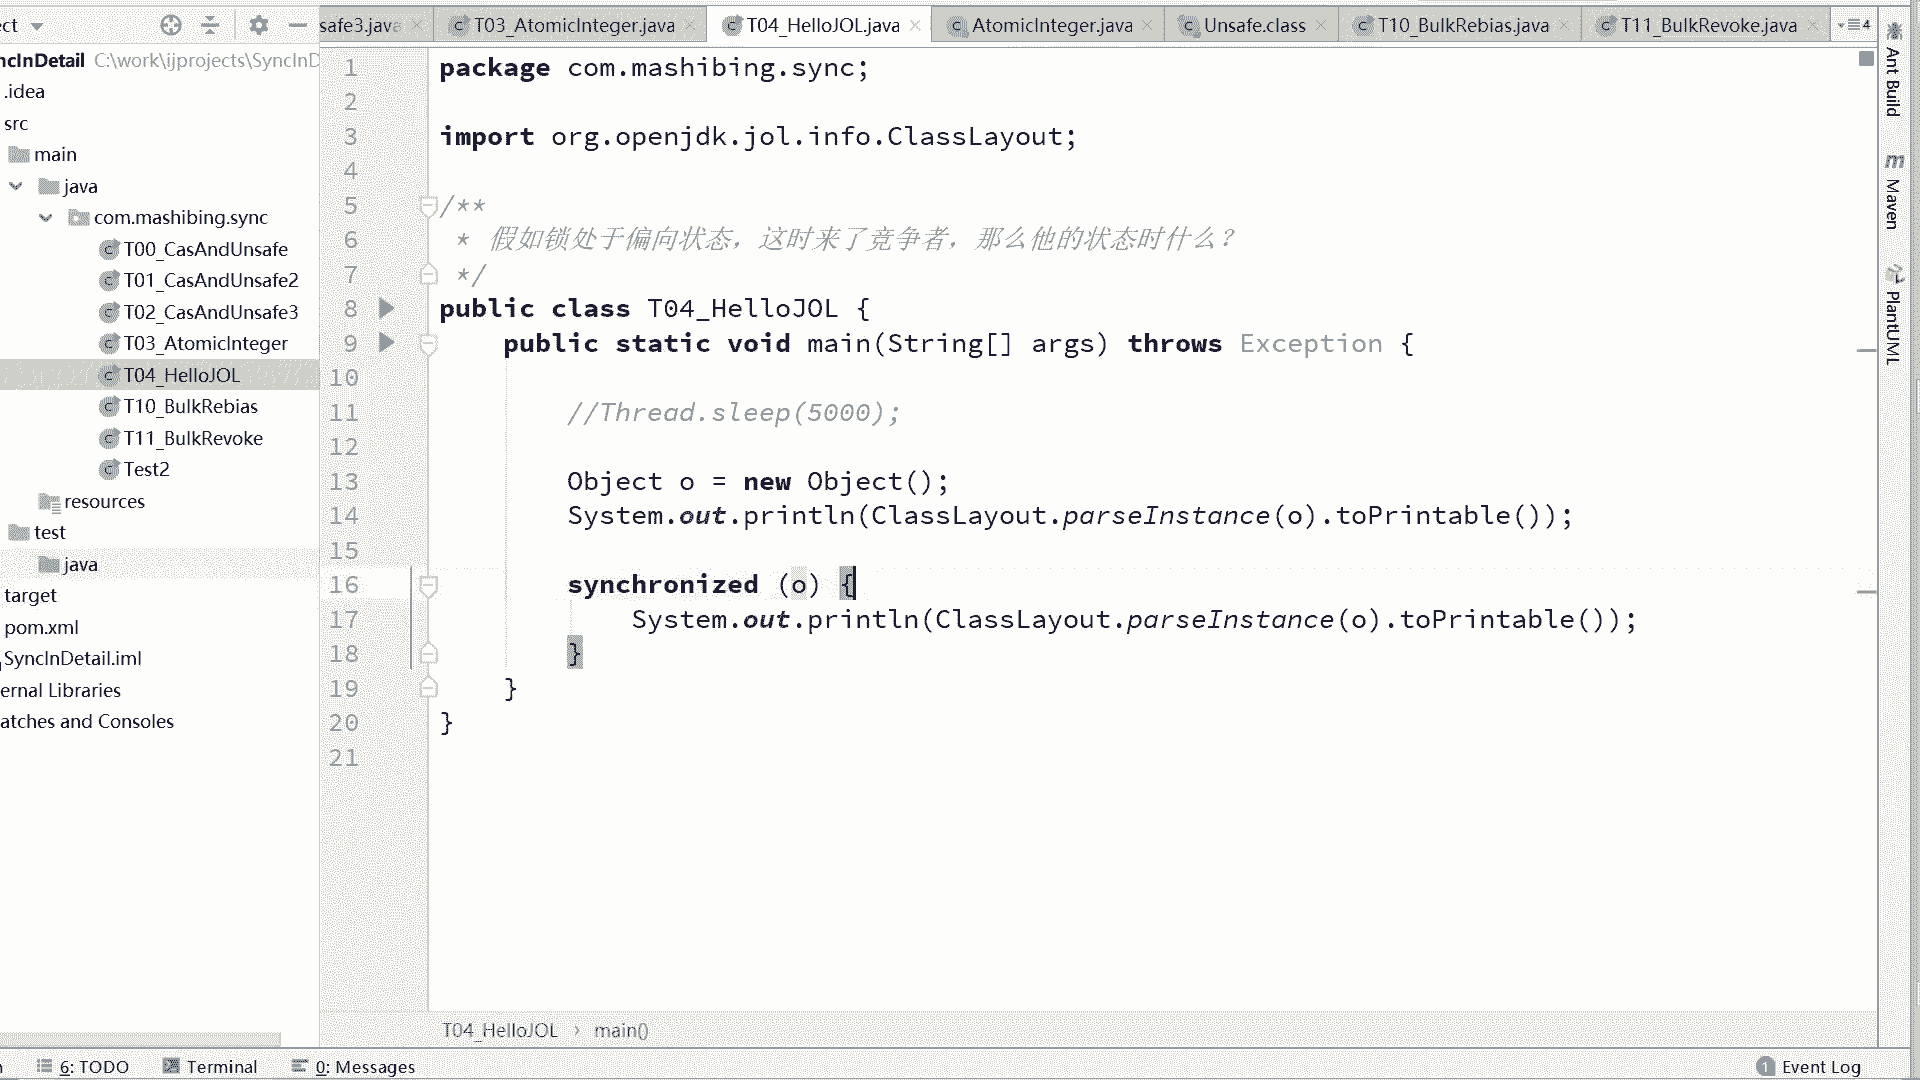 ect
safe3.java
T03_AtomicInteger.java
T04_HelloJOL.java
AtomicInteger.java
Unsafe.class
T10_BulkRebias.java
T11_BulkRevoke.java
4
ncInDetail C:\work\ijprojects\SyncInD
.idea
src
main
java
com.mashibing.sync
T00_CasAndUnsafe
T01_CasAndUnsafe2
T02_CasAndUnsafe3
T03_AtomicInteger
T04_HelloJOL
T10_BulkRebias
T11_BulkRevoke
Test2
resources
test
java
target
pom.xml
SyncInDetail.iml
ernal Libraries
atches and Consoles
1 package com.mashibing.sync;
2
3 import org.openjdk.jol.info.ClassLayout;
4
5 /**
6 * 假如锁处于偏向状态，这时来了竞争者，那么他的状态时什么？
7 */
8 public class T04_HelloJOL {
9 public static void main(String[] args) throws Exception {
10
11 //Thread.sleep(5000);
12
13 Object o = new Object();
14 System.out.println(ClassLayout.parseInstance(o).toPrintable());
15
16 synchronized (o) {
17 System.out.println(ClassLayout.parseInstance(o).toPrintable());
18 }
19 }
20 }
21
Ant Build
Maven
PlantUML
T04_HelloJOL › main()
6: TODO
Terminal
0: Messages
1 Event Log